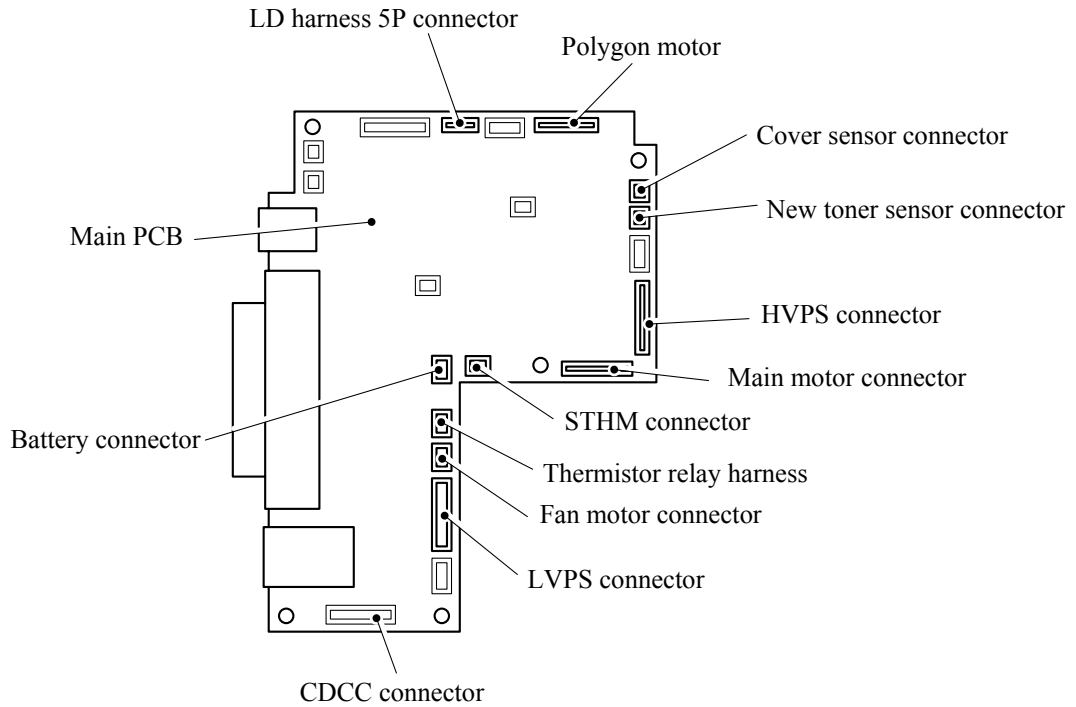 LD harness 5P connector
Polygon motor
Cover sensor connector
New toner sensor connector
Main PCB
HVPS connector
Main motor connector
STHM connector
Battery connector
Thermistor relay harness
Fan motor connector
LVPS connector
CDCC connector